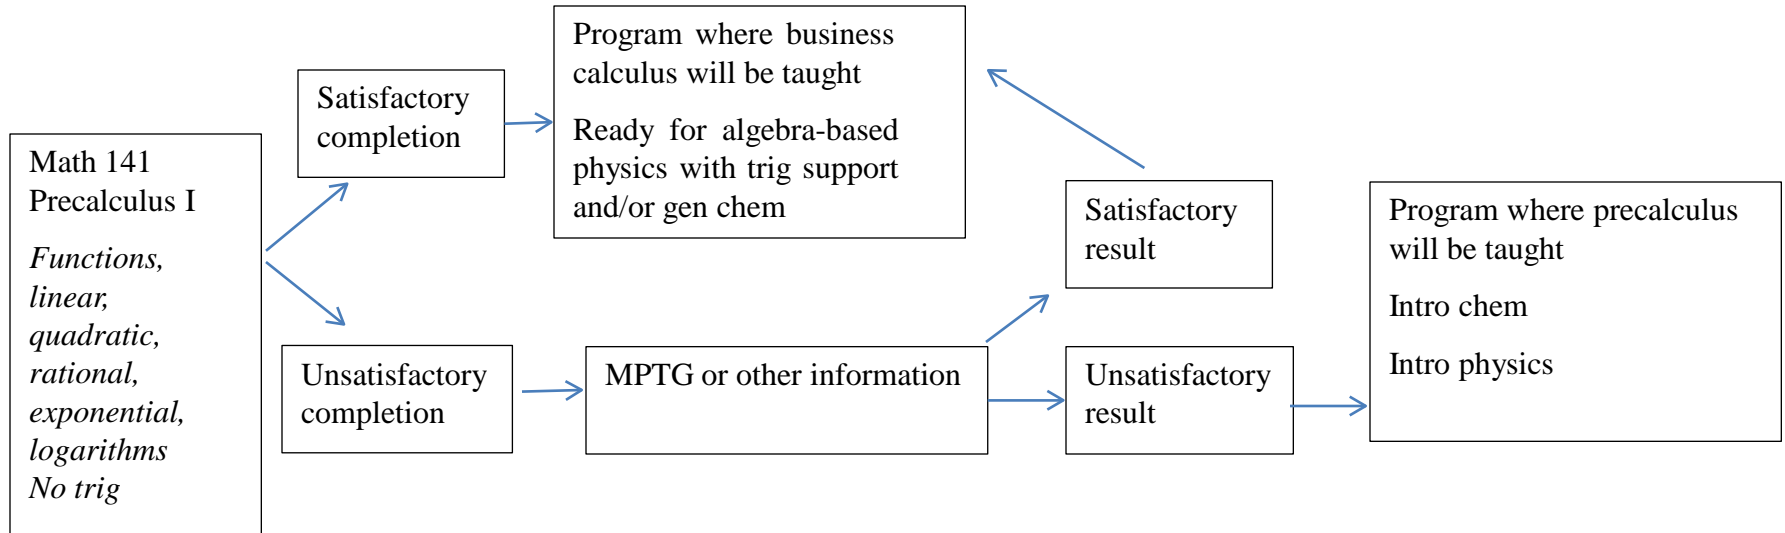 Math 141
Precalculus I
Functions,
linear,
quadratic,
rational,
exponential,
logarithms
No trig
Satisfactory
completion
Program where business
calculus will be taught
Ready for algebra-based
physics with trig support
and/or gen chem
Unsatisfactory
completion
MPTG or other information
Satisfactory
result
Unsatisfactory
result
Program where precalculus
will be taught
Intro chem
Intro physics